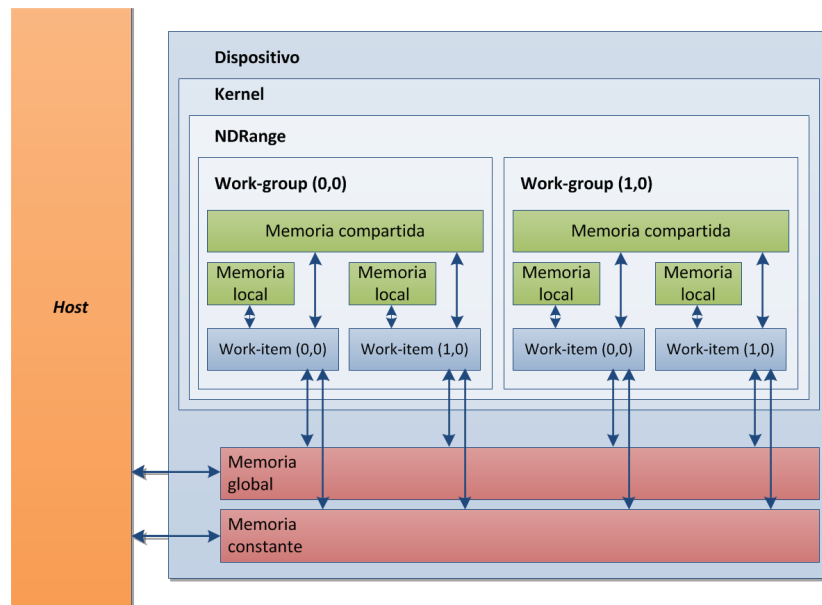 Dispositivo
Kernel
NDRange
Work-group (0,0)
Work-group (1,0)
Memoria compartida
Memoria compartida
Memoria
local
Memoria
local
Memoria
local
Memoria
local
Host
Work-item (0,0)
Work-item (1,0)
Work-item (0,0)
Work-item (1,0)
Memoria
global
Memoria
constante